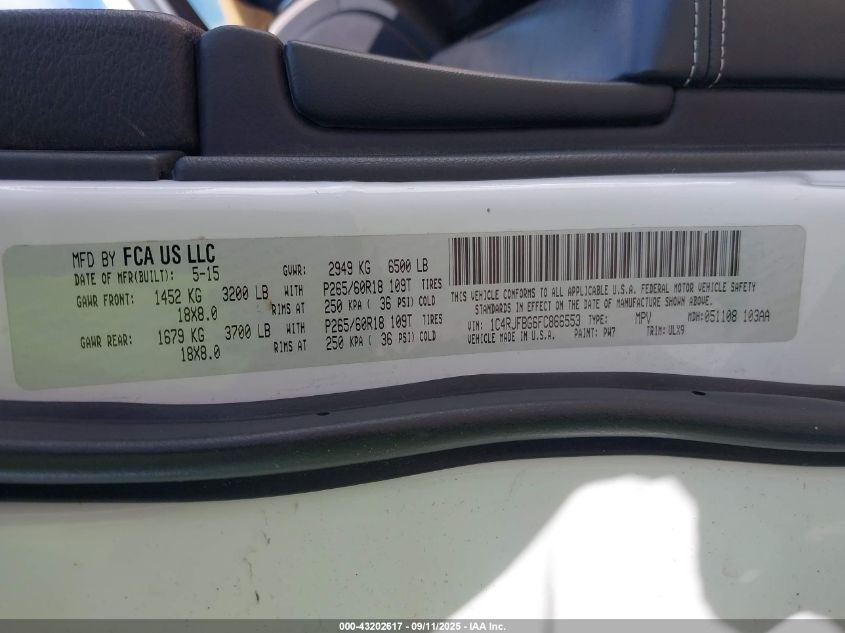 MFD BY FCA US LLC
DATE OF MFR(BUILT): 5-15 GVWR: 2949 KG 6500 LB
GAWR FRONT: 1452 KG 3200 LB WITH P265/60R18 109T TIRES
18X8.0 RIMS AT 250 KPA ( 36 PSI) COLD
GAWR REAR: 1679 KG 3700 LB WITH P265/60R18 109T TIRES
18X8.0 RIMS AT 250 KPA ( 36 PSI) COLD
THIS VEHICLE CONFORMS TO ALL APPLICABLE U.S.A. FEDERAL MOTOR VEHICLE SAFETY
STANDARDS IN EFFECT ON THE DATE OF MANUFACTURE SHOWN ABOVE.
VIN: 1C4RJFBG6FC866553 TYPE: MPV MDH:051108 103AA
VEHICLE MADE IN U.S.A. PAINT: PW7 TRIM:ULX9
000-43202617 - 09/11/2025 - IAA Inc.